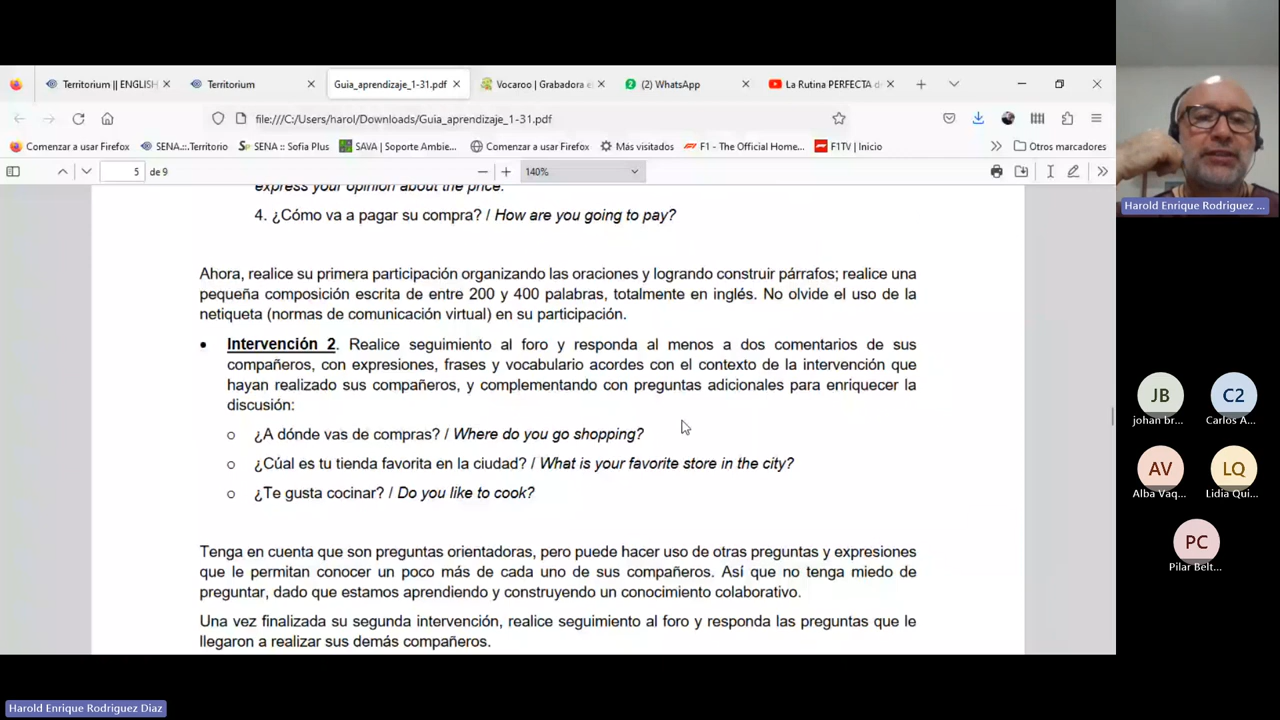 Territorium || ENGLISH
Territorium
Guia_aprendizaje_1-31.pdf
Vocaroo | Grabadora
(2) WhatsApp
La Rutina PERFECTA d
file:///C:/Users/harol/Downloads/Guia_aprendizaje_1-31.pdf
Comenzar a usar Firefox
SENA.::.Territorio
SENA :: Sofia Plus
SAVA | Soporte Ambie...
Comenzar a usar Firefox
Más visitados
F1 - The Official Home...
F1TV | Inicio
Otros marcadores
5 de 9
140%
express your opinion about the price.
4. ¿Cómo va a pagar su compra? / How are you going to pay?
Ahora, realice su primera participación organizando las oraciones y logrando construir párrafos; realice una
pequeña composición escrita de entre 200 y 400 palabras, totalmente en inglés. No olvide el uso de la
netiqueta (normas de comunicación virtual) en su participación.
• Intervención 2. Realice seguimiento al foro y responda al menos a dos comentarios de sus
compañeros, con expresiones, frases y vocabulario acordes con el contexto de la intervención que
hayan realizado sus compañeros, y complementando con preguntas adicionales para enriquecer la
discusión:
o ¿A dónde vas de compras? / Where do you go shopping?
o ¿Cúal es tu tienda favorita en la ciudad? / What is your favorite store in the city?
o ¿Te gusta cocinar? / Do you like to cook?
Tenga en cuenta que son preguntas orientadoras, pero puede hacer uso de otras preguntas y expresiones
que le permitan conocer un poco más de cada uno de sus compañeros. Así que no tenga miedo de
preguntar, dado que estamos aprendiendo y construyendo un conocimiento colaborativo.
Una vez finalizada su segunda intervención, realice seguimiento al foro y responda las preguntas que le
llegaron a realizar sus demás compañeros.
Harold Enrique Rodriguez ...
JB
johan br...
C2
Carlos A...
AV
Alba Vaq...
LQ
Lidia Qui...
PC
Pilar Belt...
Harold Enrique Rodriguez Diaz